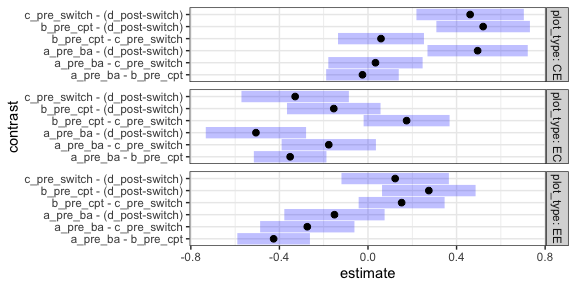 c_pre_switch - (d_post-switch)
b_pre_cpt - (d_post-switch)
b_pre_cpt - c_pre_switch
a_pre_ba - (d_post-switch)
a_pre_ba - c_pre_switch
a_pre_ba - b_pre_cpt
plot_type: CE
c_pre_switch - (d_post-switch)
b_pre_cpt - (d_post-switch)
b_pre_cpt - c_pre_switch
a_pre_ba - (d_post-switch)
a_pre_ba - c_pre_switch
a_pre_ba - b_pre_cpt
plot_type: EC
c_pre_switch - (d_post-switch)
b_pre_cpt - (d_post-switch)
b_pre_cpt - c_pre_switch
a_pre_ba - (d_post-switch)
a_pre_ba - c_pre_switch
a_pre_ba - b_pre_cpt
plot_type: EE
contrast
-0.8 -0.4 0.0 0.4 0.8
estimate